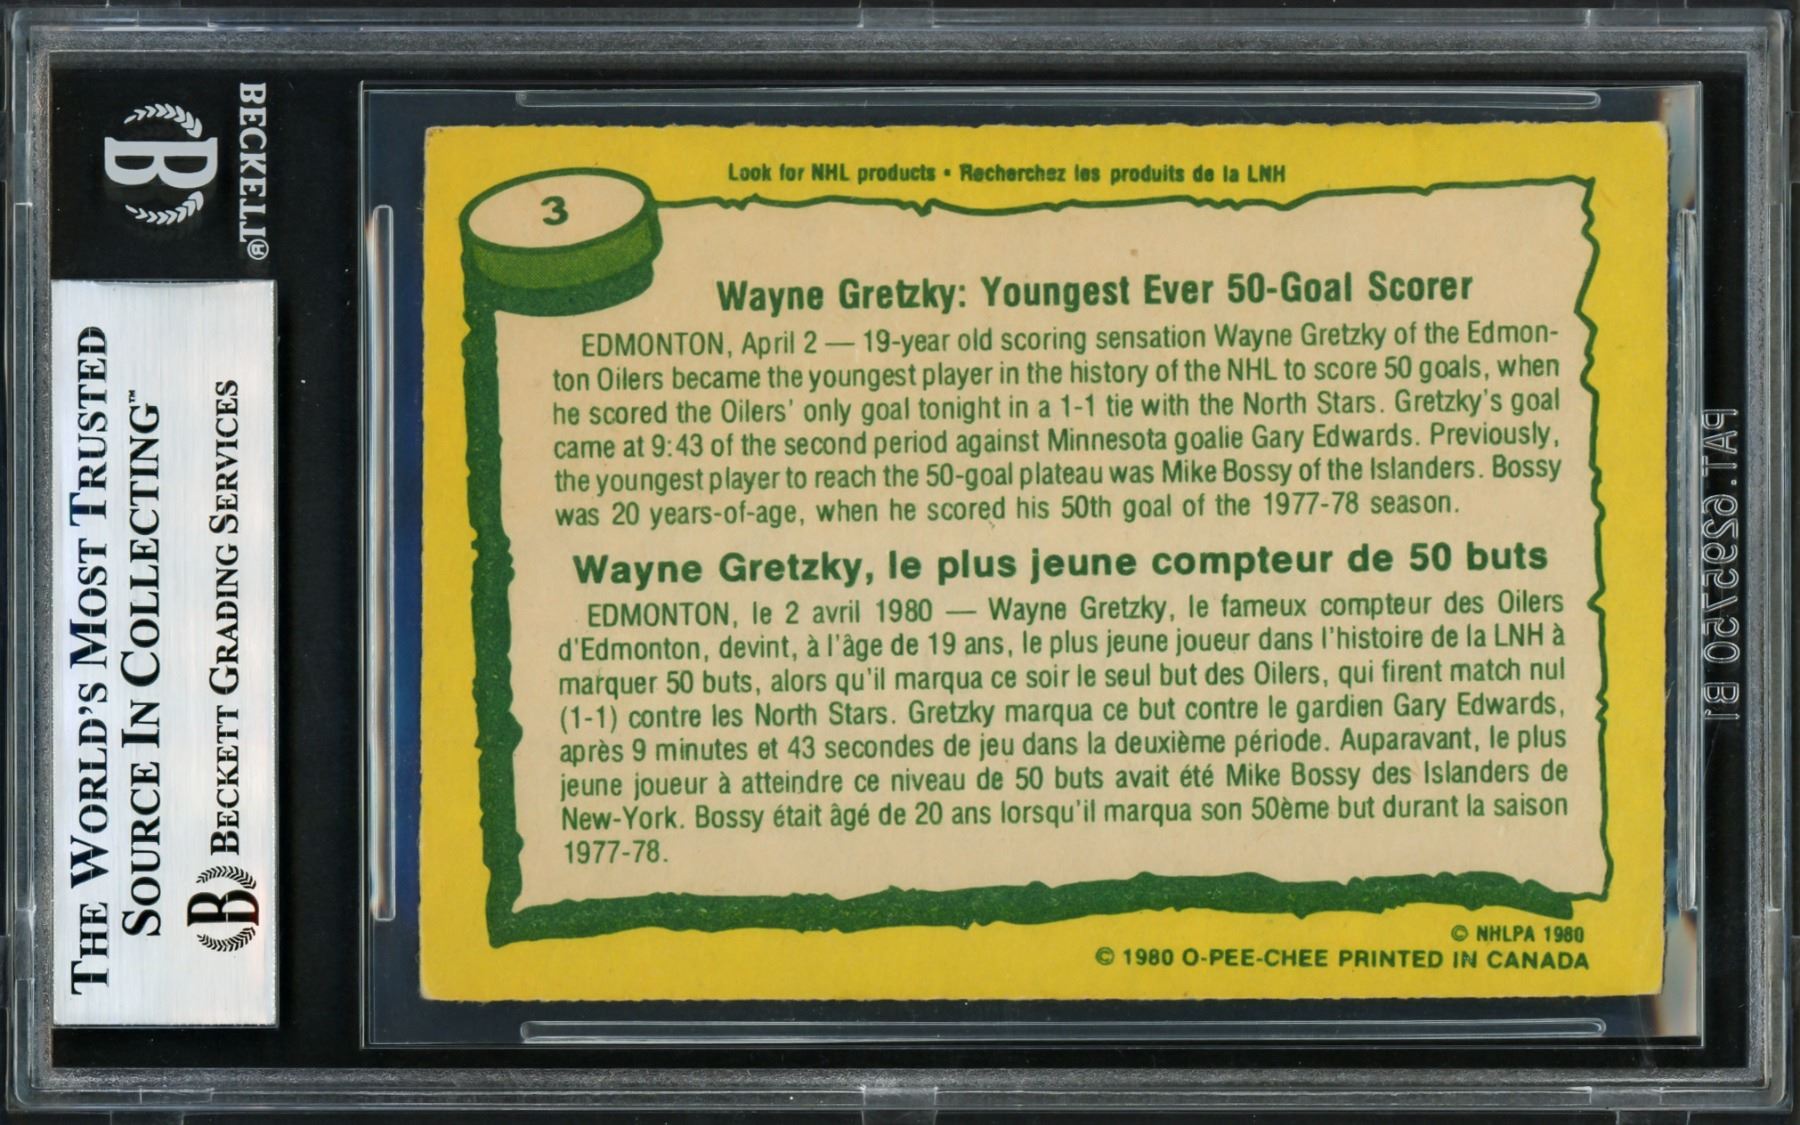 BECKETT®
THE WORLD'S MOST TRUSTED
SOURCE IN COLLECTING™
BECKETT GRADING SERVICES
Look for NHL products • Recherchez les produits de la LNH
3
Wayne Gretzky: Youngest Ever 50-Goal Scorer
EDMONTON, April 2 — 19-year old scoring sensation Wayne Gretzky of the Edmon-
ton Oilers became the youngest player in the history of the NHL to score 50 goals, when
he scored the Oilers' only goal tonight in a 1-1 tie with the North Stars. Gretzky's goal
came at 9:43 of the second period against Minnesota goalie Gary Edwards. Previously,
the youngest player to reach the 50-goal plateau was Mike Bossy of the Islanders. Bossy
was 20 years-of-age, when he scored his 50th goal of the 1977-78 season.
Wayne Gretzky, le plus jeune compteur de 50 buts
EDMONTON, le 2 avril 1980 — Wayne Gretzky, le fameux compteur des Oilers
d'Edmonton, devint, à l'âge de 19 ans, le plus jeune joueur dans l'histoire de la LNH à
marquer 50 buts, alors qu'il marqua ce soir le seul but des Oilers, qui firent match nul
(1-1) contre les North Stars. Gretzky marqua ce but contre le gardien Gary Edwards,
après 9 minutes et 43 secondes de jeu dans la deuxième période. Auparavant, le plus
jeune joueur à atteindre ce niveau de 50 buts avait été Mike Bossy des Islanders de
New-York. Bossy était âgé de 20 ans lorsqu'il marqua son 50ème but durant la saison
1977-78.
© NHLPA 1980
© 1980 O-PEE-CHEE PRINTED IN CANADA
PAT. 6295750 B1